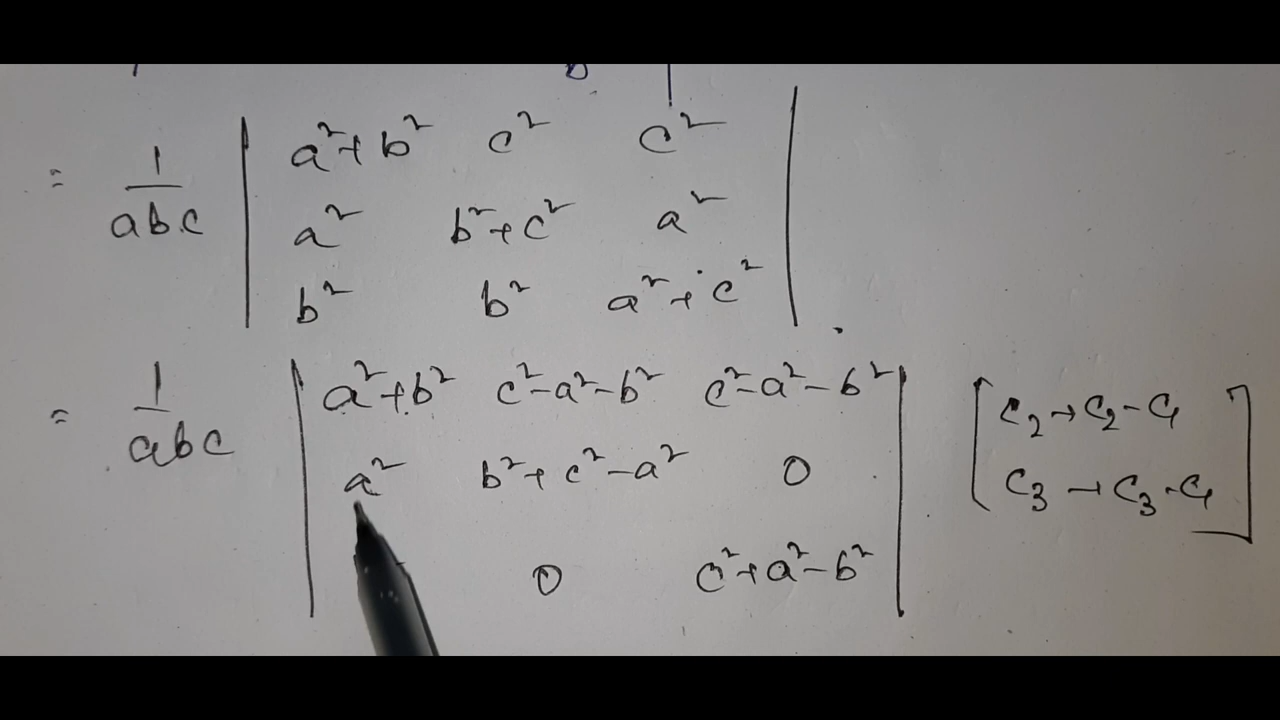 = 1/abc | a²+b² c² c² |
| a² b²+c² a² |
| b² b² a²+c² | .
= 1/abc | a²+b² c²-a²-b² c²-a²-b² | [ C₂→C₂-C₁
| a² b²+c²-a² 0 | C₃→C₃-C₁ ]
| 0 c²+a²-b² |